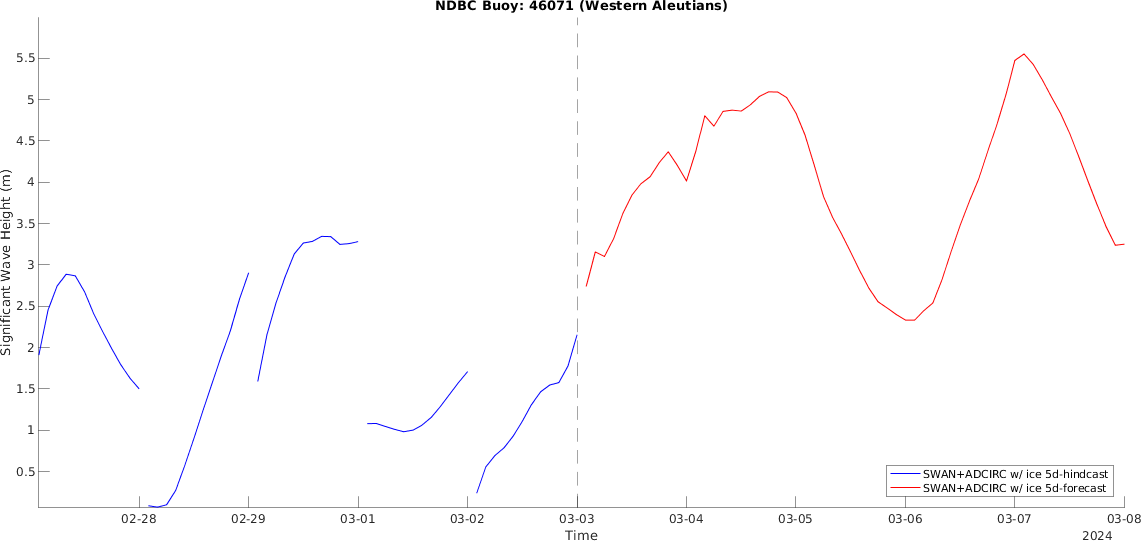 NDBC Buoy: 46071 (Western Aleutians)
Significant Wave Height (m)
5.5
5
4.5
4
3.5
3
2.5
2
1.5
1
0.5
SWAN+ADCIRC w/ ice 5d-hindcast
SWAN+ADCIRC w/ ice 5d-forecast
02-28 02-29 03-01 03-02 03-03 03-04 03-05 03-06 03-07 03-08
Time
2024